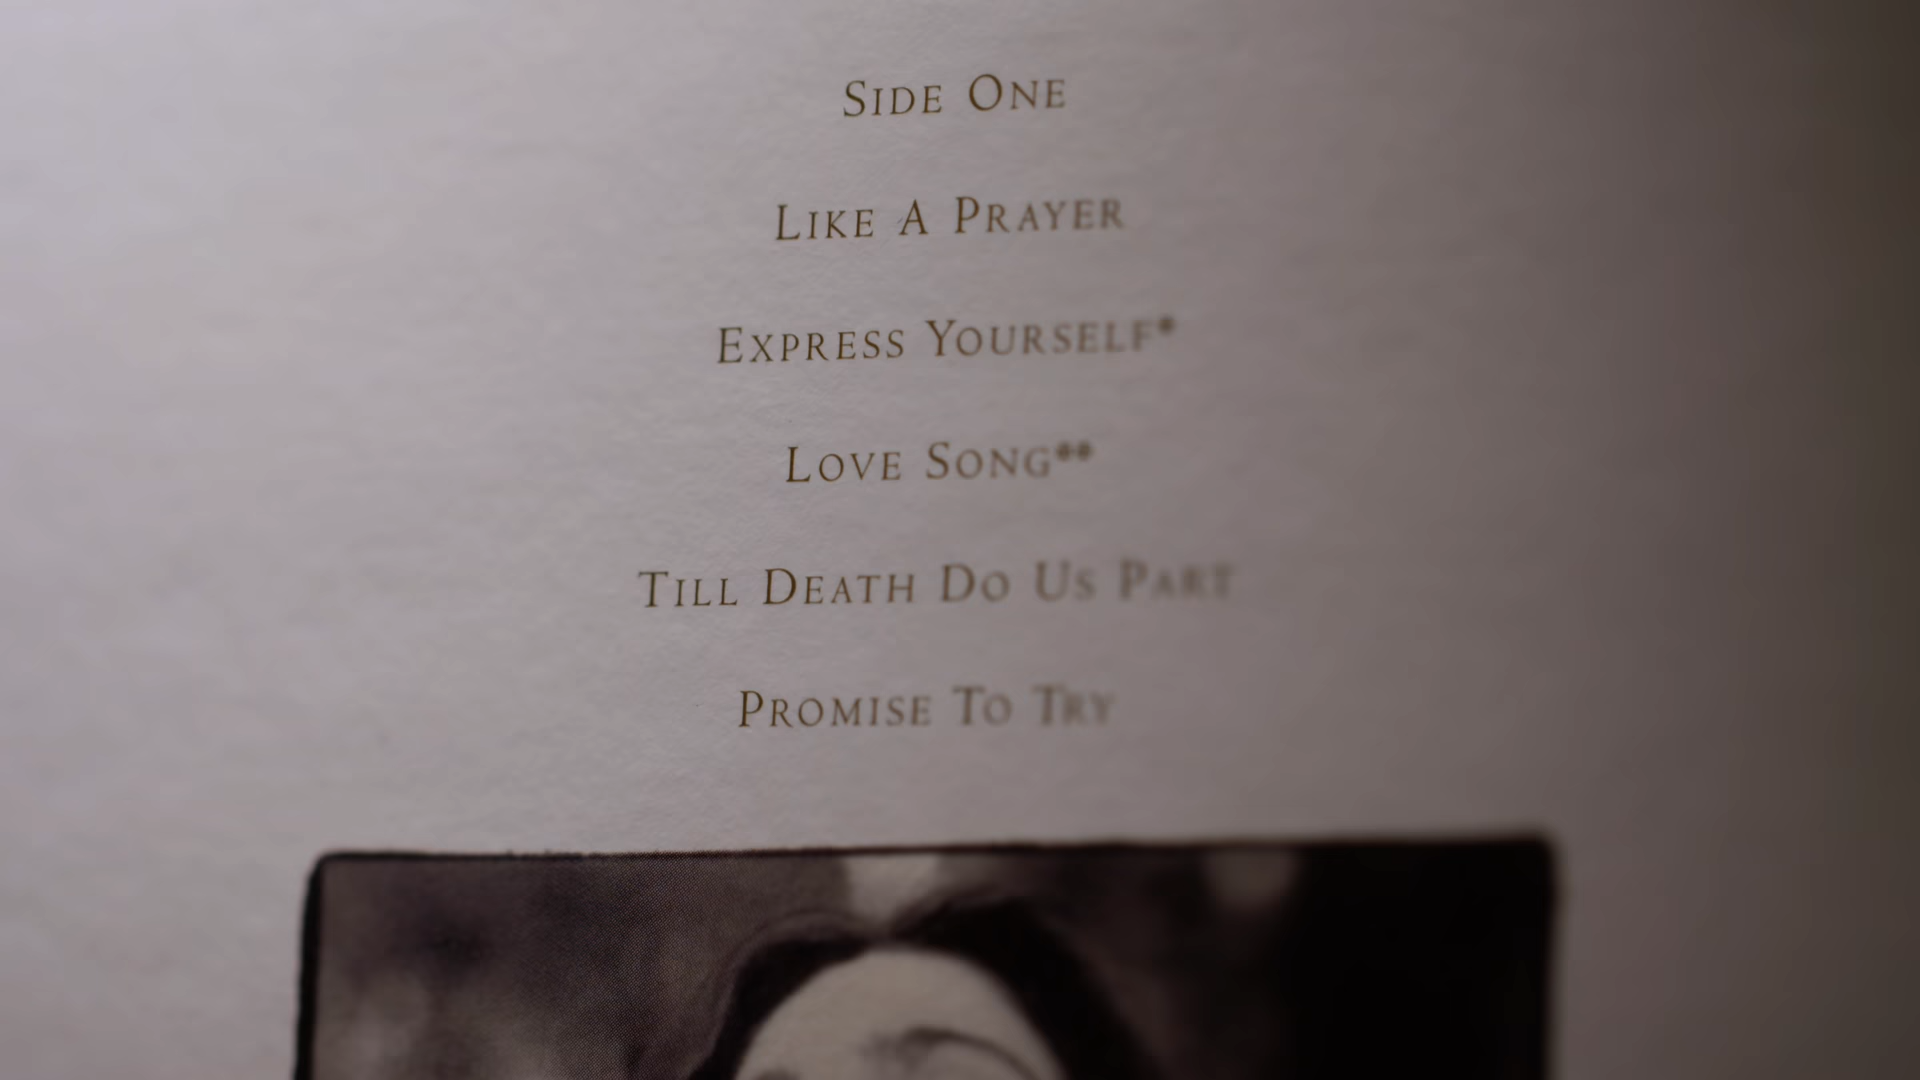 Side One
Like A Prayer
Express Yourself*
Love Song**
Till Death Do Us Part
Promise To Try